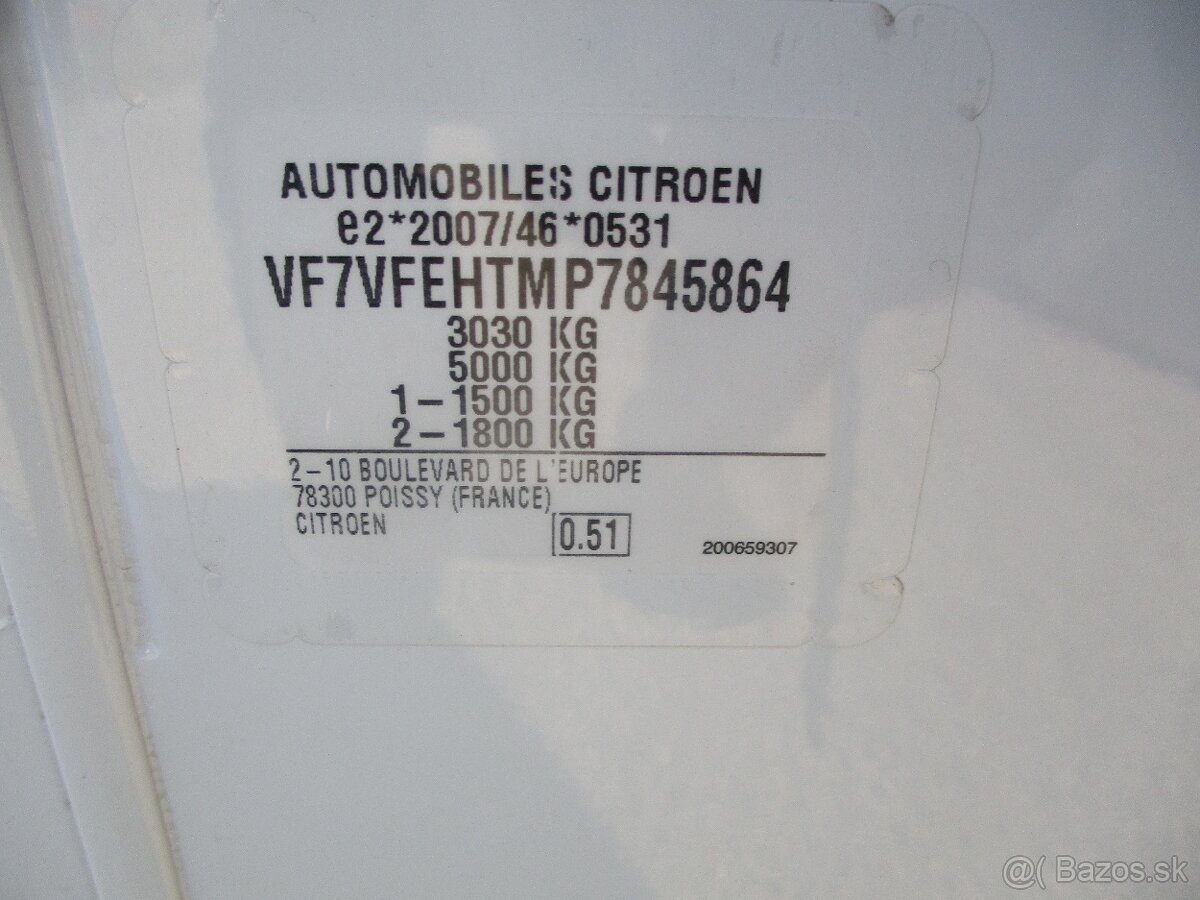 AUTOMOBILES CITROEN
e2*2007/46*0531
VF7VFEHTMP7845864
3030 KG
5000 KG
1-1500 KG
2-1800 KG
2-10 BOULEVARD DE L'EUROPE
78300 POISSY (FRANCE)
CITROEN
0.51
200659307
@( Bazos.sk